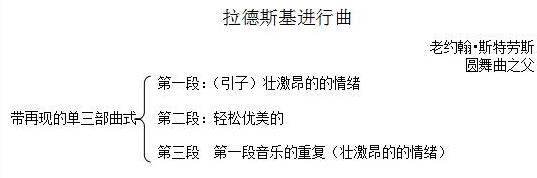 拉德斯基进行曲
老约翰·斯特劳斯
圆舞曲之父
第一段：（引子）壮激昂的的情绪
带再现的单三部曲式
第二段：轻松优美的
第三段　第一段音乐的重复（壮激昂的的情绪）